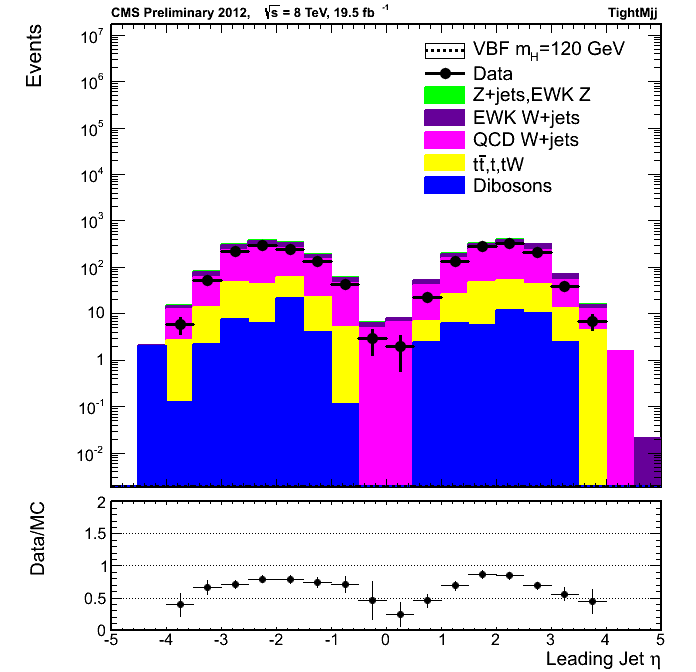 CMS Preliminary 2012, √s = 8 TeV, 19.5 fb⁻¹ TightMjj
Events
10⁷
10⁶
10⁵
10⁴
10³
10²
10
1
10⁻¹
10⁻²
VBF m_H=120 GeV
Data
Z+jets,EWK Z
EWK W+jets
QCD W+jets
tt̄,t,tW
Dibosons
Data/MC
2
1.5
1
0.5
0
-5 -4 -3 -2 -1 0 1 2 3 4 5
Leading Jet η